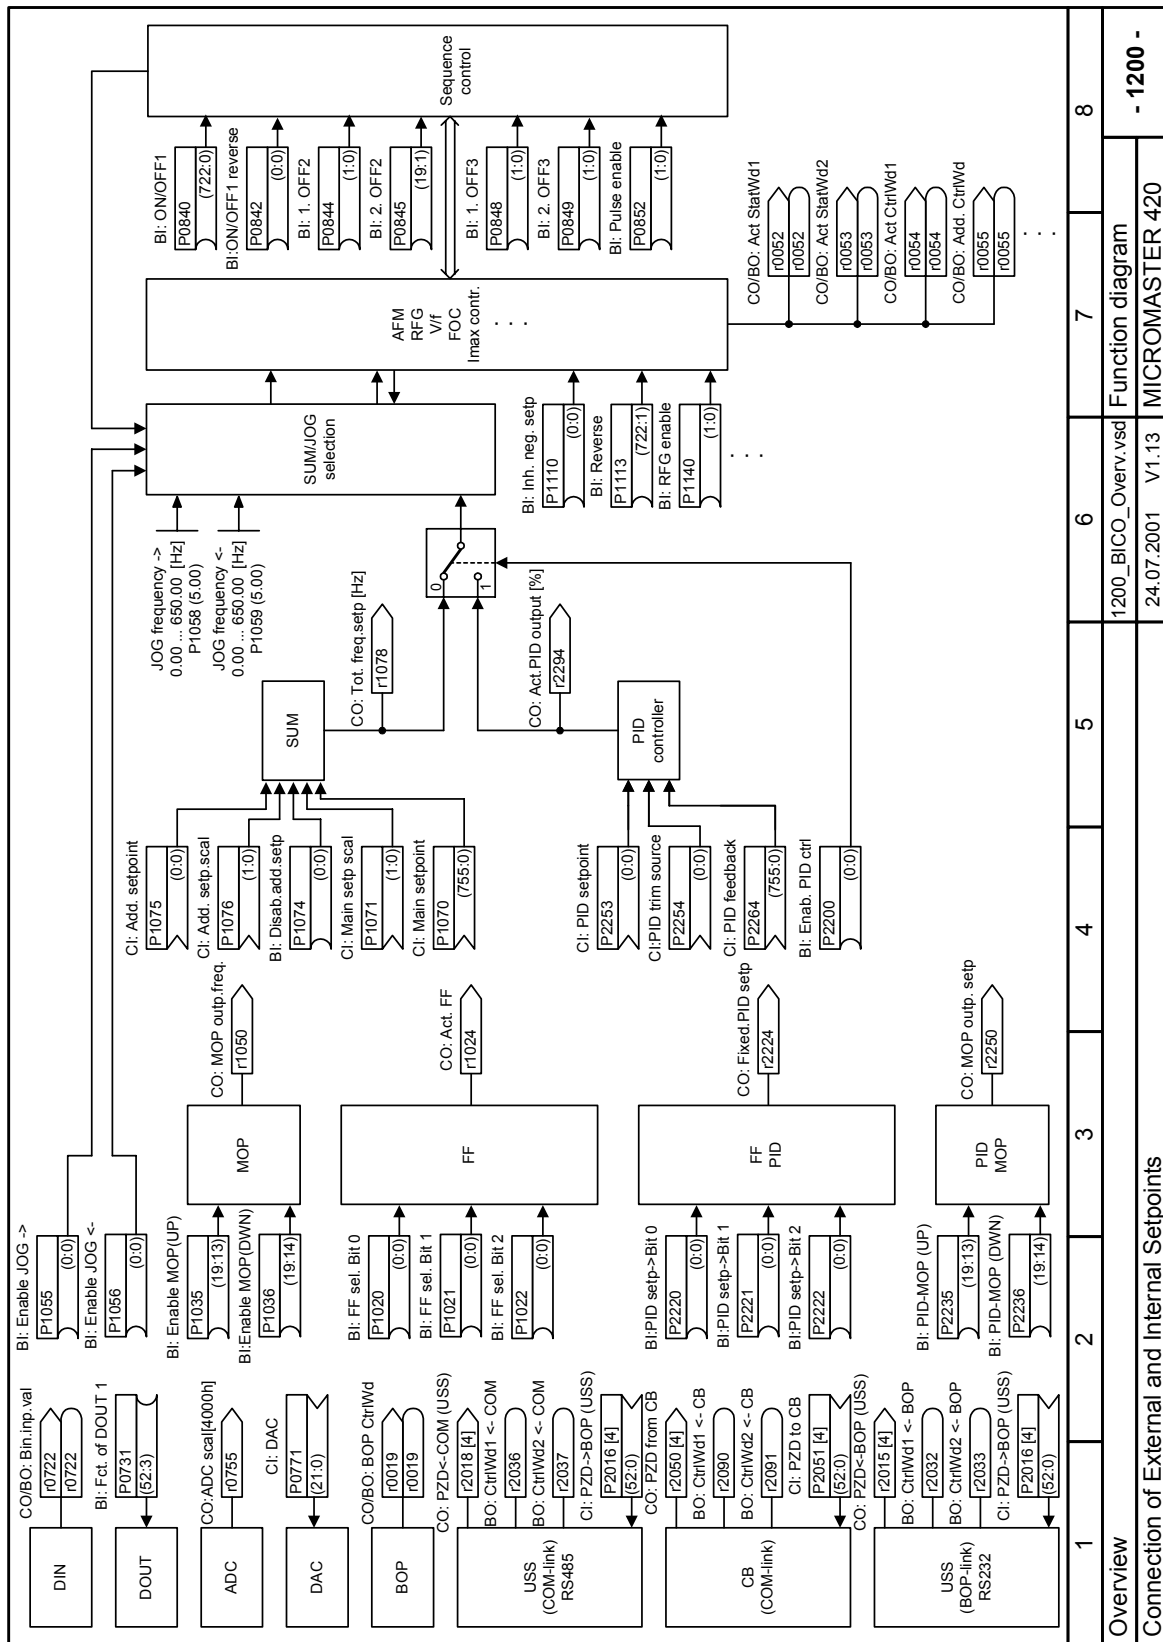 DIN
CO/BO: Bin.inp.val
r0722
r0722
DOUT
BI: Fct. of DOUT 1
P0731
(52:3)
ADC
CO:ADC scal[4000h]
r0755
DAC
CI: DAC
P0771
(21:0)
BOP
CO/BO: BOP CtrlWd
r0019
r0019
USS
(COM-link)
RS485
CO: PZD<-COM (USS)
r2018 [4]
BO: CtrlWd1 <- COM
r2036
BO: CtrlWd2 <- COM
r2037
CI: PZD->BOP (USS)
P2016 [4]
(52:0)
CB
(COM-link)
CO: PZD from CB
r2050 [4]
BO: CtrlWd1 <- CB
r2090
BO: CtrlWd2 <- CB
r2091
CI: PZD to CB
P2051 [4]
(52:0)
USS
(BOP-link)
RS232
CO: PZD<-BOP (USS)
r2015 [4]
BO: CtrlWd1 <- BOP
r2032
BO: CtrlWd2 <- BOP
r2033
CI: PZD->BOP (USS)
P2016 [4]
(52:0)
BI: Enable JOG ->
P1055
(0:0)
BI: Enable JOG <-
P1056
(0:0)
BI: Enable MOP(UP)
P1035
(19:13)
BI:Enable MOP(DWN)
P1036
(19:14)
MOP
CO: MOP outp.freq.
r1050
BI: FF sel. Bit 0
P1020
(0:0)
BI: FF sel. Bit 1
P1021
(0:0)
BI: FF sel. Bit 2
P1022
(0:0)
FF
CO: Act. FF
r1024
BI:PID setp->Bit 0
P2220
(0:0)
BI:PID setp->Bit 1
P2221
(0:0)
BI:PID setp->Bit 2
P2222
(0:0)
FF
PID
CO: Fixed.PID setp
r2224
BI: PID-MOP (UP)
P2235
(19:13)
BI: PID-MOP (DWN)
P2236
(19:14)
PID
MOP
CO: MOP outp. setp
r2250
CI: Add. setpoint
P1075
(0:0)
CI: Add. setp.scal
P1076
(1:0)
BI: Disab.add.setp
P1074
(0:0)
CI: Main setp scal
P1071
(1:0)
CI: Main setpoint
P1070
(755:0)
SUM
CO: Tot. freq.setp [Hz]
r1078
CI: PID setpoint
P2253
(0:0)
CI:PID trim source
P2254
(0:0)
CI: PID feedback
P2264
(755:0)
BI: Enab. PID ctrl
P2200
(0:0)
PID
controller
CO: Act.PID output [%]
r2294
JOG frequency ->
0.00 ... 650.00 [Hz]
P1058 (5.00)
JOG frequency <-
0.00 ... 650.00 [Hz]
P1059 (5.00)
0
1
SUM/JOG
selection
BI: Inh. neg. setp
P1110
(0:0)
BI: Reverse
P1113
(722:1)
BI: RFG enable
P1140
(1:0)
. . .
AFM
RFG
V/f
FOC
Imax contr.
. . .
CO/BO: Act StatWd1
r0052
r0052
CO/BO: Act StatWd2
r0053
r0053
CO/BO: Act CtrlWd1
r0054
r0054
CO/BO: Add. CtrlWd
r0055
r0055
. . .
BI: ON/OFF1
P0840
(722:0)
BI:ON/OFF1 reverse
P0842
(0:0)
BI: 1. OFF2
P0844
(1:0)
BI: 2. OFF2
P0845
(19:1)
BI: 1. OFF3
P0848
(1:0)
BI: 2. OFF3
P0849
(1:0)
BI: Pulse enable
P0852
(1:0)
Sequence
control
1 2 3 4 5 6 7 8
Overview
1200_BICO_Overv.vsd
Function diagram
- 1200 -
Connection of External and Internal Setpoints
24.07.2001 V1.13
MICROMASTER 420